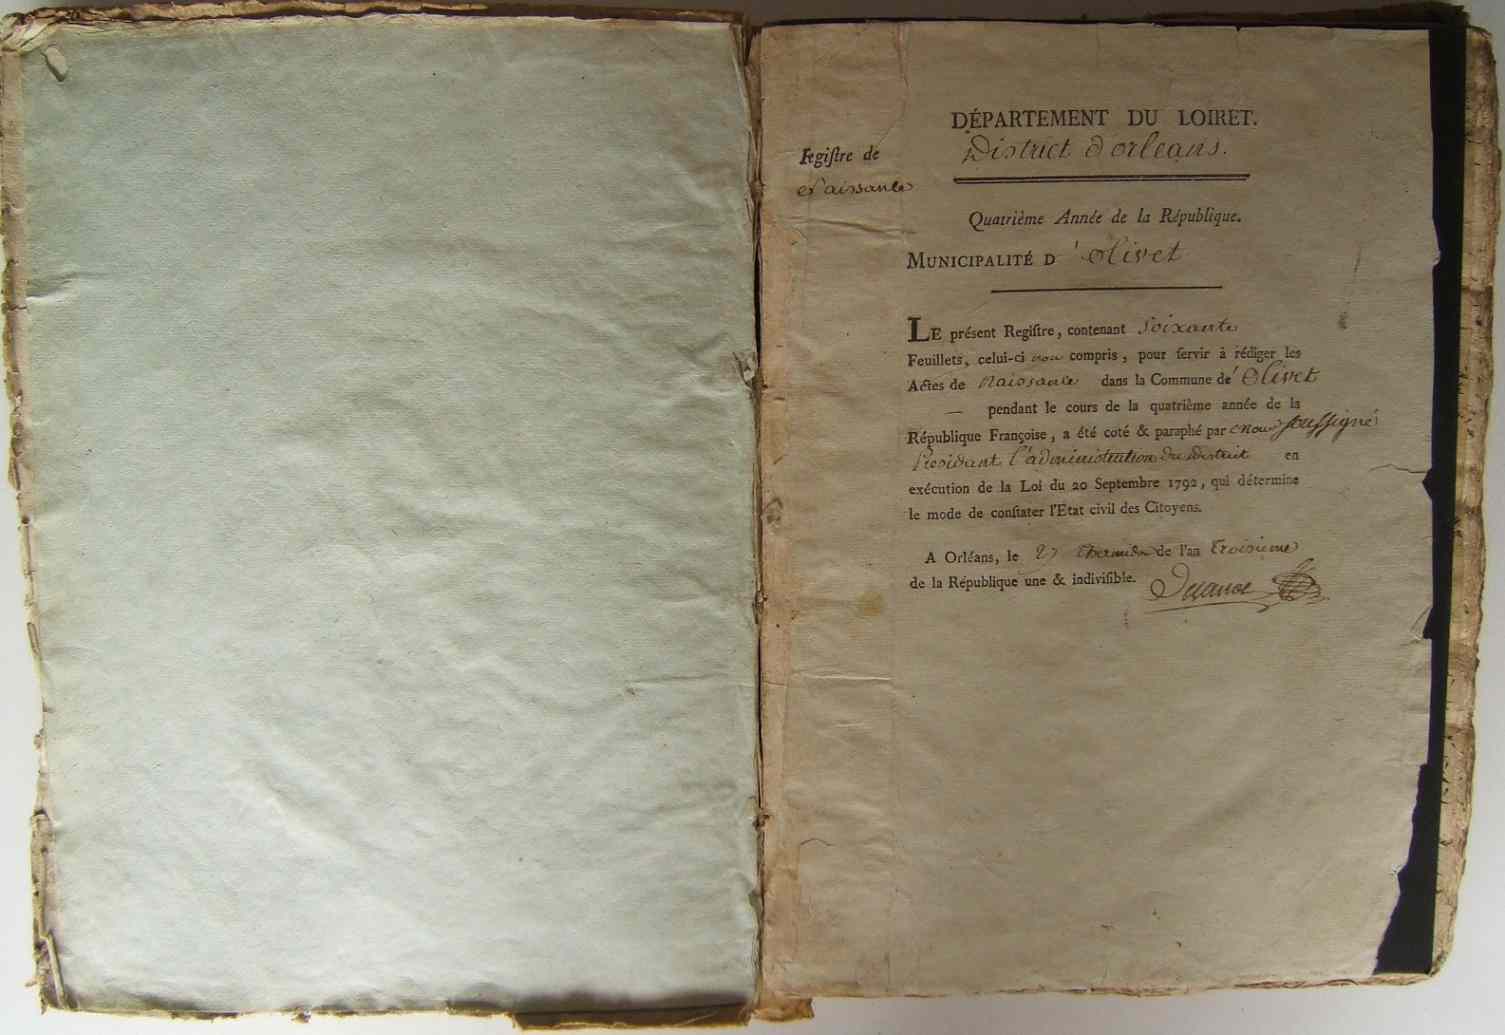 DÉPARTEMENT DU LOIRET.
District d'orleans.
Regiſtre de
Naissance
Quatrième Année de la République.
MUNICIPALITÉ D'Olivet
LE préſent Regiſtre, contenant Soixante
Feuillets, celui-ci non compris, pour ſervir à rédiger les
Actes de Naissance dans la Commune de' Olivet
— pendant le cours de la quatrième année de la
République Françoise, a été coté & paraphé par nous soussigné
Président l'administration du district en
exécution de la Loi du 20 Septembre 1792, qui détermine
le mode de conſtater l'Etat civil des Citoyens.
A Orléans, le 27 thermidor de l'an troisieme
de la République une & indiviſible.